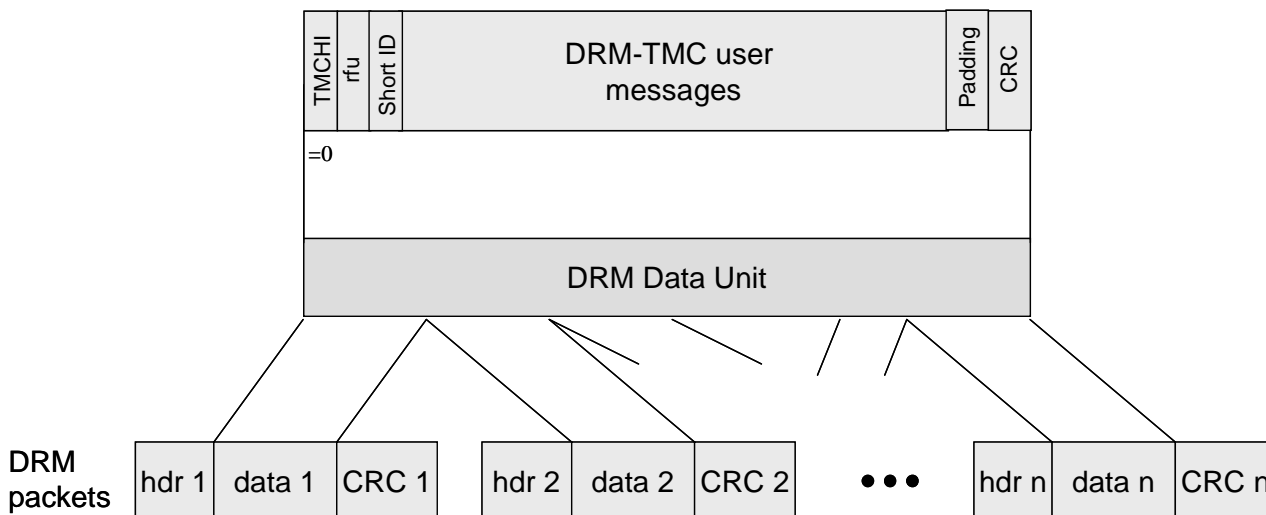 TMCHI
rfu
Short ID
DRM-TMC user
messages
Padding
CRC
=0
DRM Data Unit
DRM
packets
hdr 1
data 1
CRC 1
hdr 2
data 2
CRC 2
●●●
hdr n
data n
CRC n